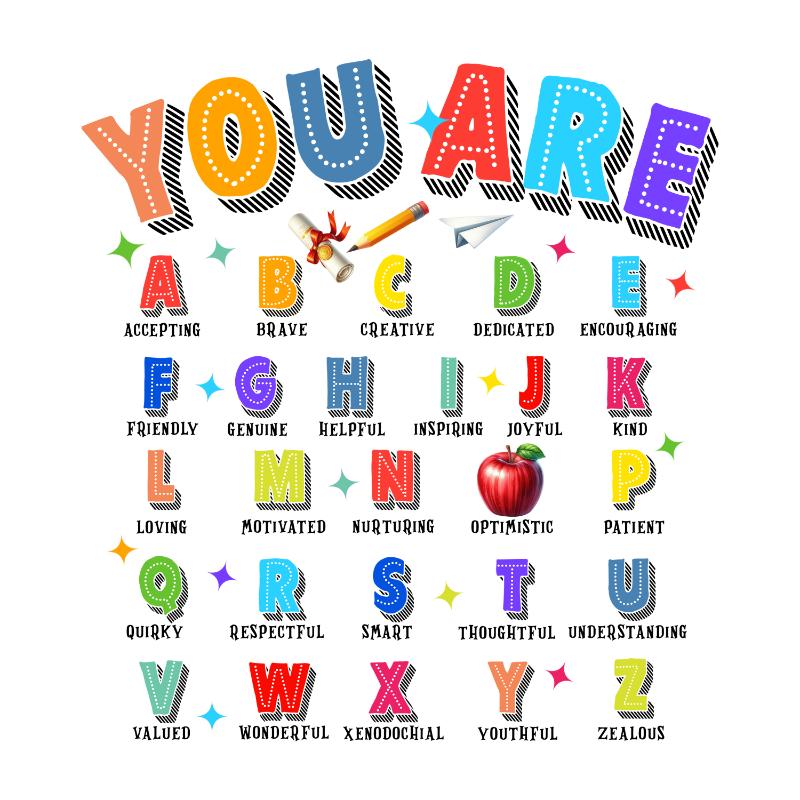 YOU ARE
A B C D E
ACCEPTING BRAVE CREATIVE DEDICATED ENCOURAGING
F G H I J K
FRIENDLY GENUINE HELPFUL INSPIRING JOYFUL KIND
L M N P
LOVING MOTIVATED NURTURING OPTIMISTIC PATIENT
Q R S T U
QUIRKY RESPECTFUL SMART THOUGHTFUL UNDERSTANDING
V W X Y Z
VALUED WONDERFUL XENODOCHIAL YOUTHFUL ZEALOUS